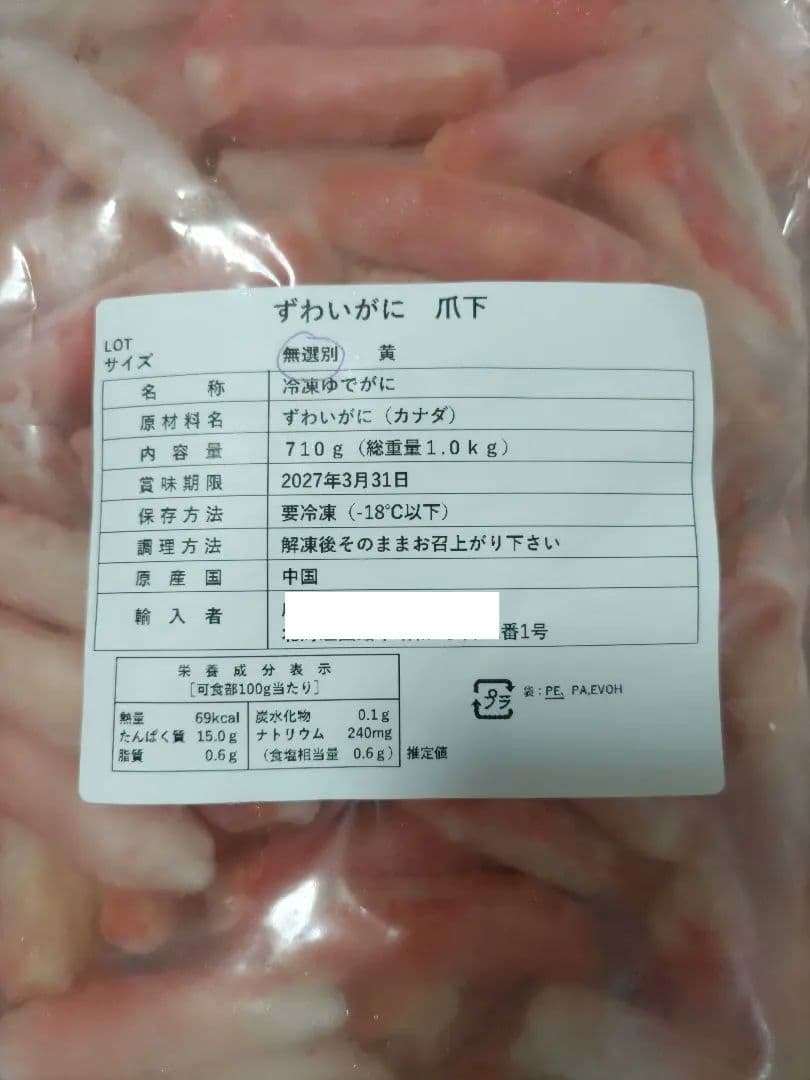 ずわいがに 爪下
LOT
サイズ 無選別 黄
名称 冷凍ゆでがに
原材料名 ずわいがに（カナダ）
内容量 710g（総重量1.0kg）
賞味期限 2027年3月31日
保存方法 要冷凍（-18℃以下）
調理方法 解凍後そのままお召上がり下さい
原産国 中国
輸入者
番1号
栄養成分表示
[可食部100g当たり]
熱量 69kcal 炭水化物 0.1g
たんぱく質 15.0g ナトリウム 240mg
脂質 0.6g （食塩相当量 0.6g）推定値
プラ 袋：PE、PA,EVOH